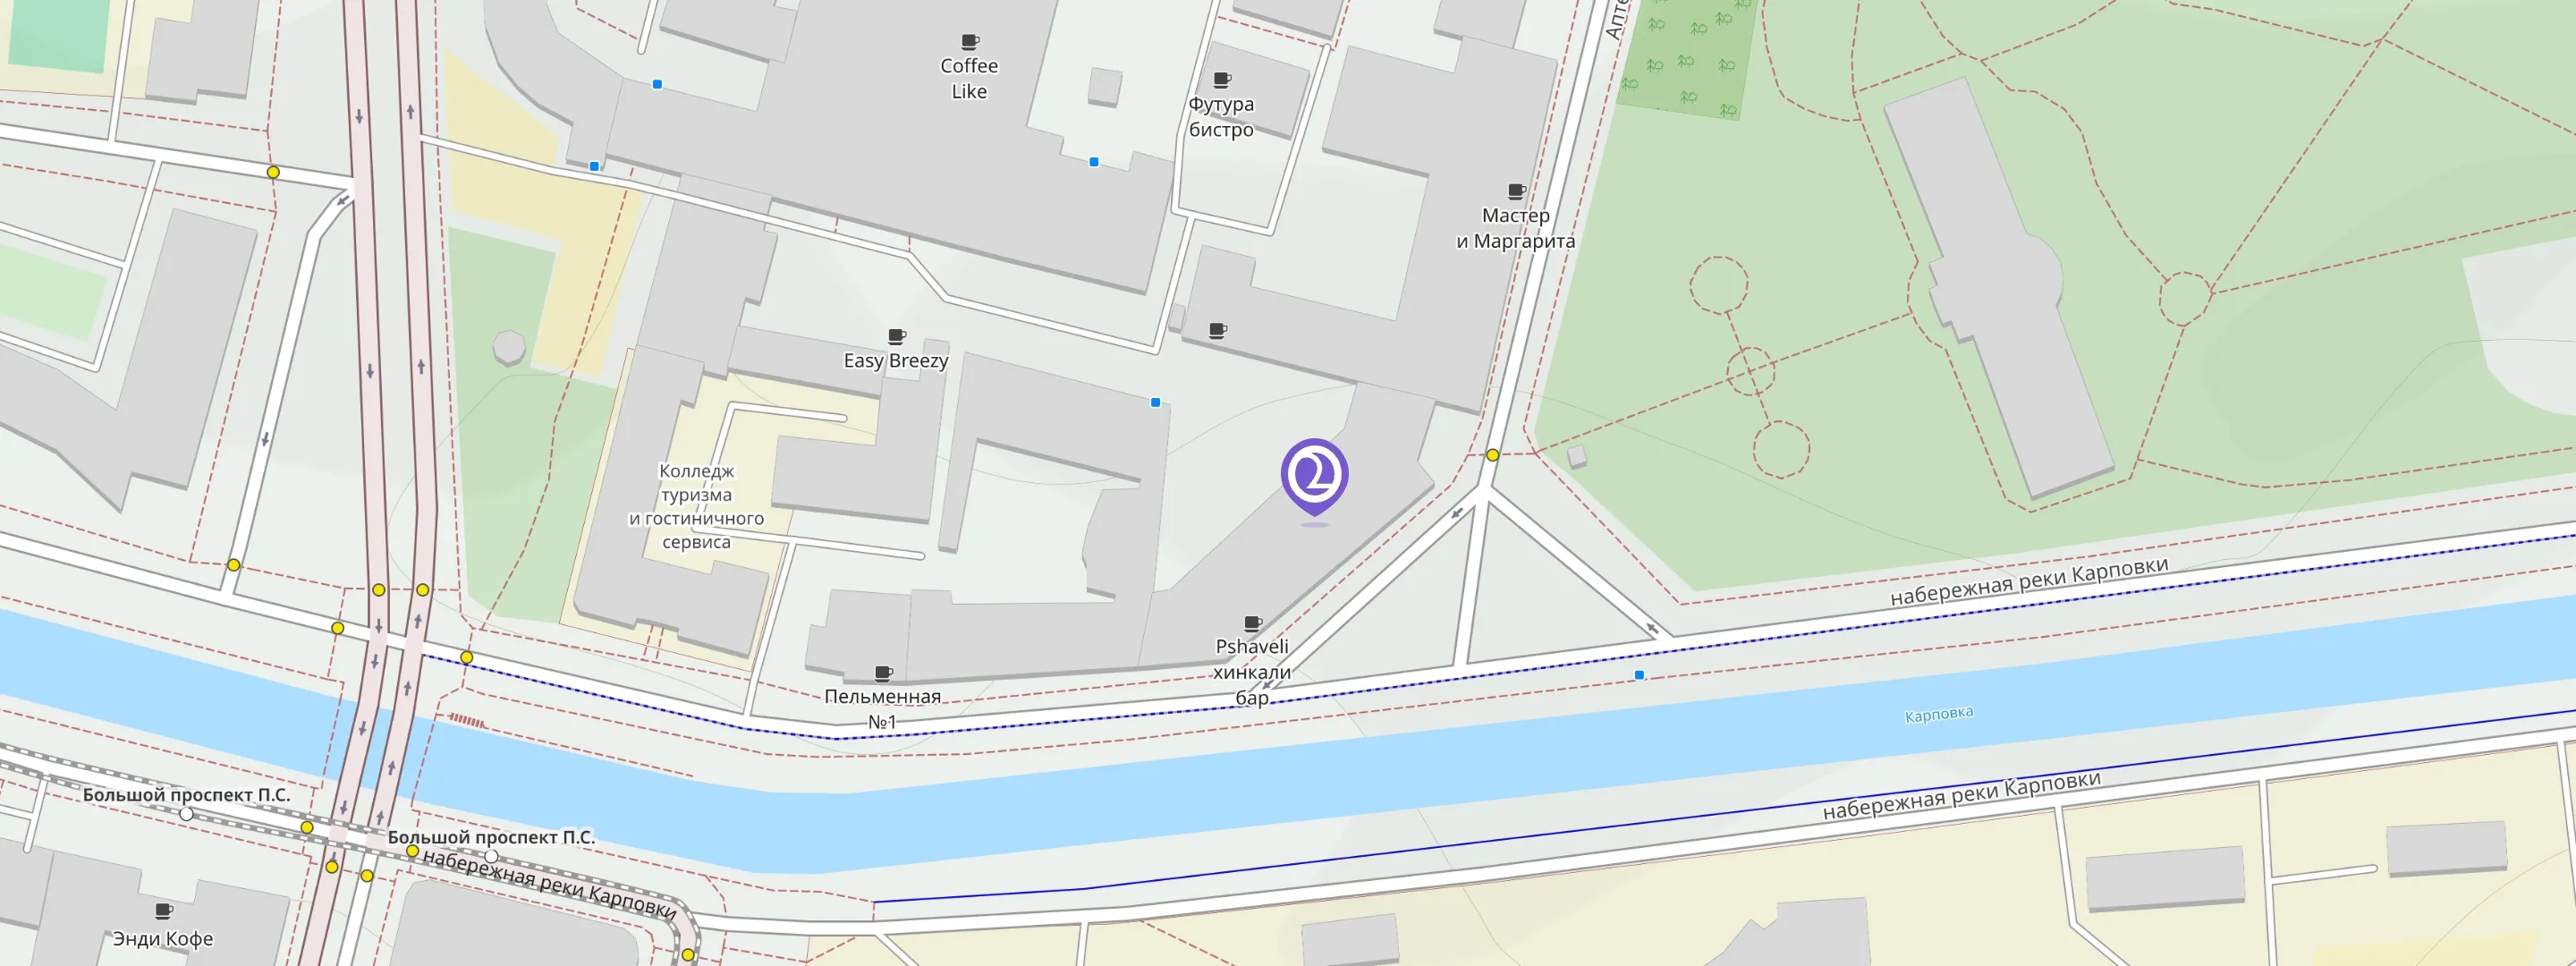 Coffee
Like
Футура
бистро
Мастер
и Маргарита
Easy Breezy
Колледж
туризма
и гостиничного
сервиса
2
набережная реки Карповки
Pshaveli
хинкали
бар
Пельменная
№1
Карповка
Большой проспект П.С.
Большой проспект П.С.
набережная реки Карповки
набережная реки Карповки
Энди Кофе